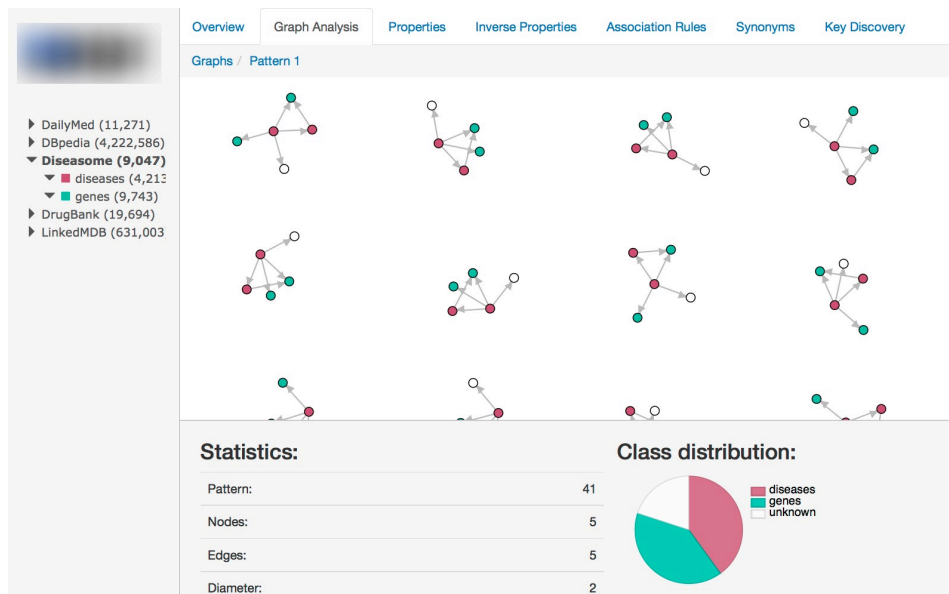 Overview Graph Analysis Properties Inverse Properties Association Rules Synonyms Key Discovery
Graphs / Pattern 1
DailyMed (11,271)
DBpedia (4,222,586)
Diseasome (9,047)
diseases (4,213
genes (9,743)
DrugBank (19,694)
LinkedMDB (631,003
Statistics:
Pattern: 41
Nodes: 5
Edges: 5
Diameter: 2
Class distribution:
diseases
genes
unknown